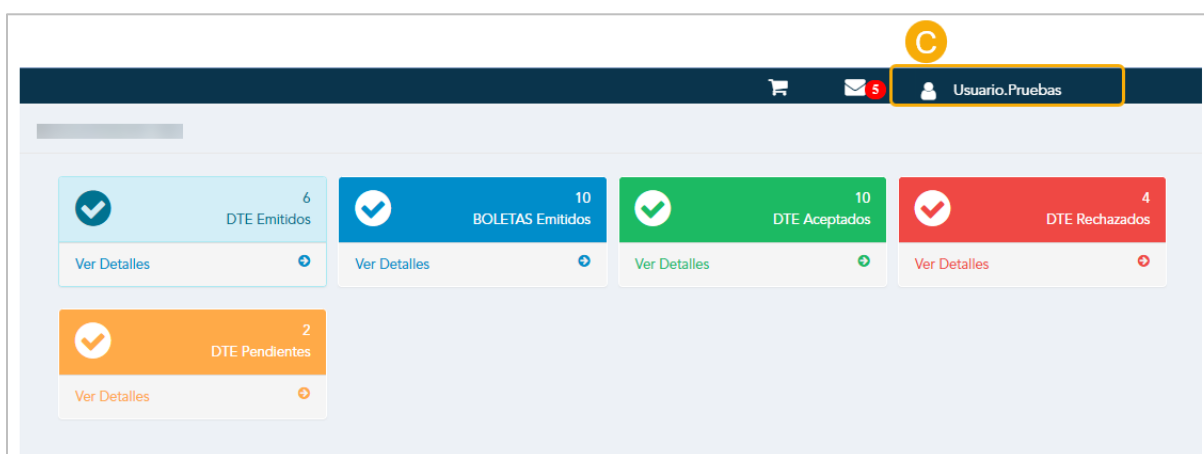 C
5 Usuario.Pruebas
6 10 10 4
DTE Emitidos BOLETAS Emitidos DTE Aceptados DTE Rechazados
Ver Detalles Ver Detalles Ver Detalles Ver Detalles
2
DTE Pendientes
Ver Detalles